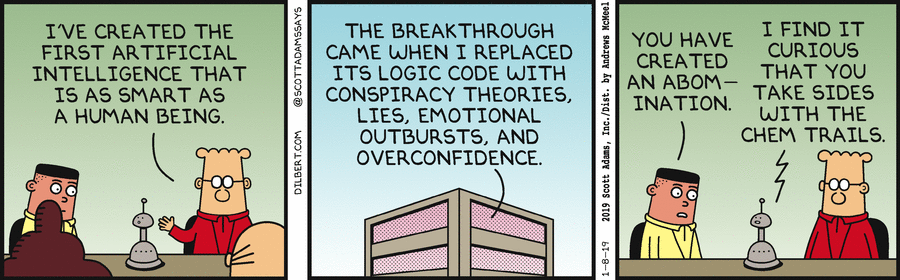 I'VE CREATED THE
FIRST ARTIFICIAL
INTELLIGENCE THAT
IS AS SMART AS
A HUMAN BEING.
DILBERT.COM @SCOTTADAMSSAYS
THE BREAKTHROUGH
CAME WHEN I REPLACED
ITS LOGIC CODE WITH
CONSPIRACY THEORIES,
LIES, EMOTIONAL
OUTBURSTS, AND
OVERCONFIDENCE.
1-8-19 2019 Scott Adams, Inc./Dist. by Andrews McMeel
YOU HAVE
CREATED
AN ABOM–
INATION.
I FIND IT
CURIOUS
THAT YOU
TAKE SIDES
WITH THE
CHEM TRAILS.